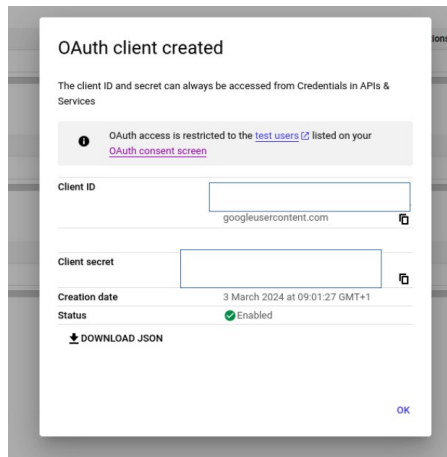 OAuth client created
ions
The client ID and secret can always be accessed from Credentials in APIs &
Services
OAuth access is restricted to the test users listed on your
OAuth consent screen
Client ID
googleusercontent.com
Client secret
Creation date 3 March 2024 at 09:01:27 GMT+1
Status Enabled
DOWNLOAD JSON
OK